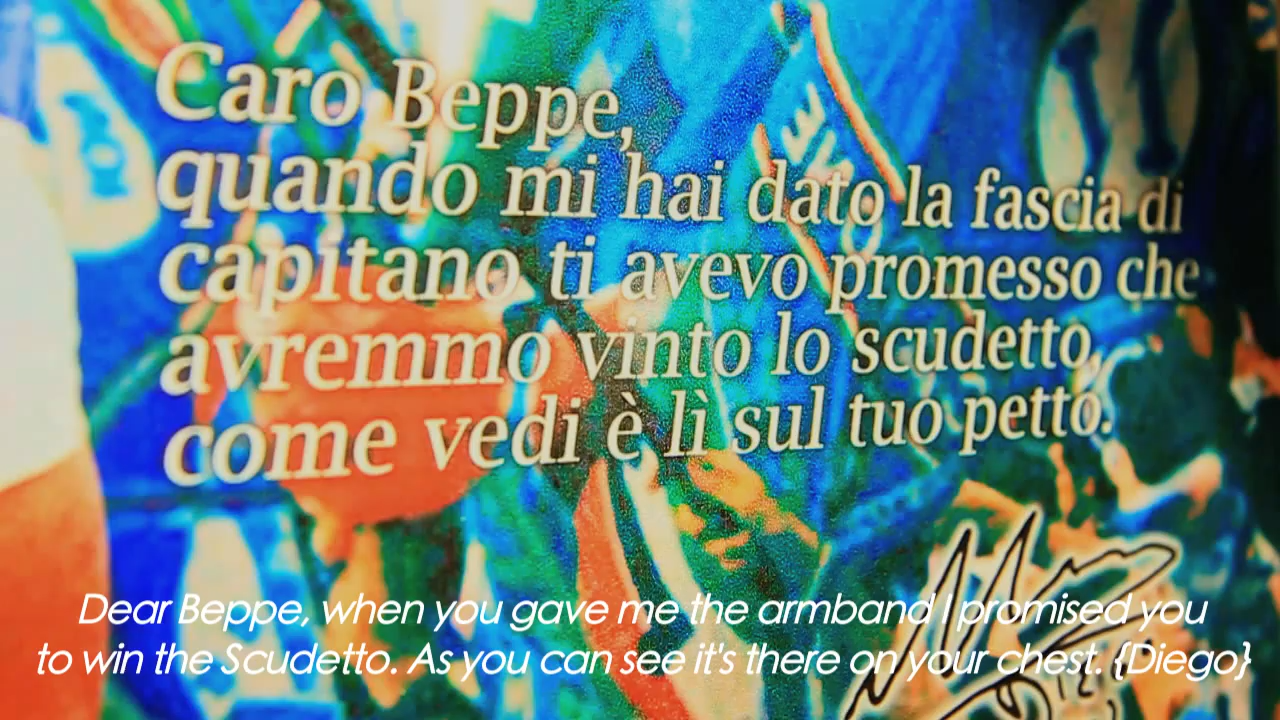 Caro Beppe,
quando mi hai dato la fascia di
capitano ti avevo promesso che
avremmo vinto lo scudetto,
come vedi è lì sul tuo petto.
Dear Beppe, when you gave me the armband I promised you
to win the Scudetto. As you can see it's there on your chest. {Diego}